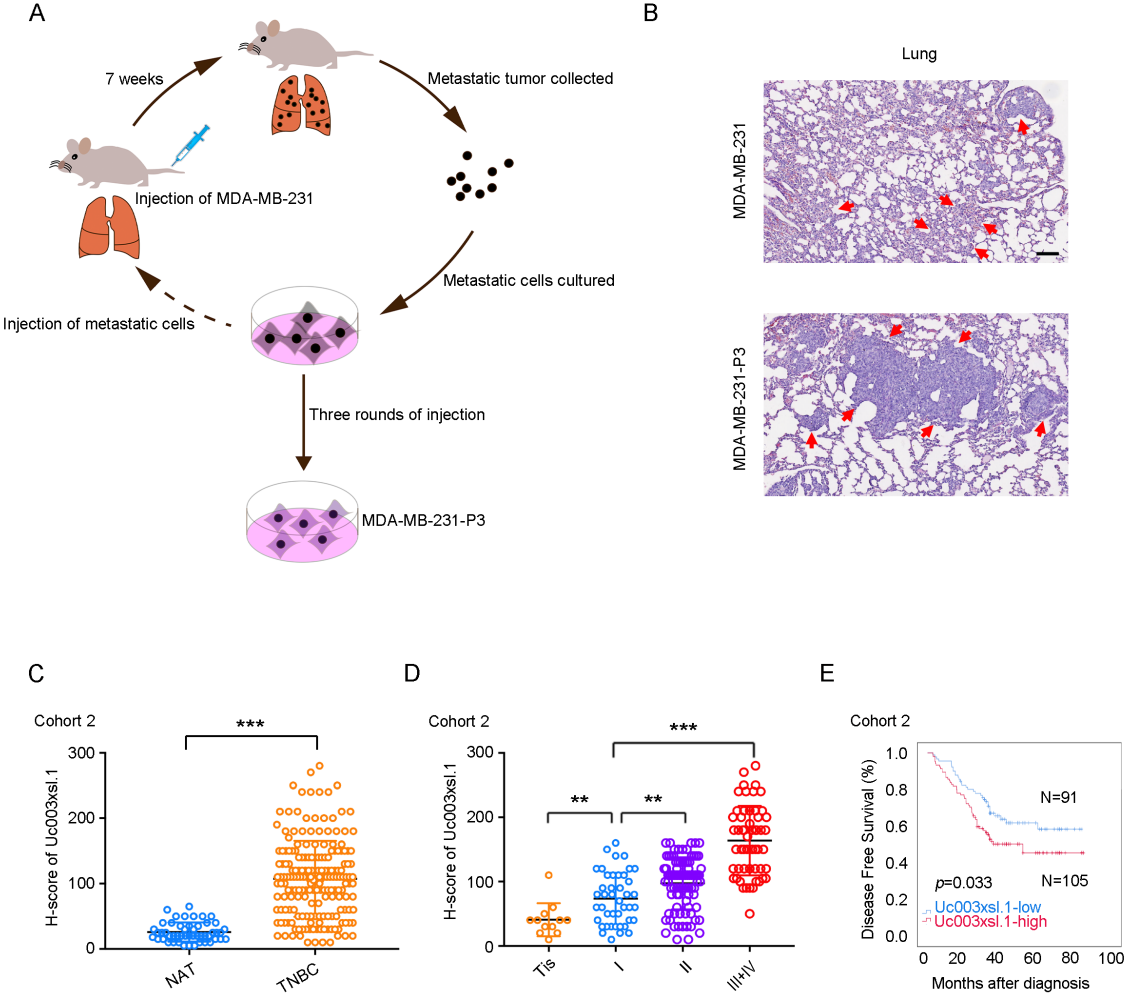 A
7 weeks
Metastatic tumor collected
Injection of MDA-MB-231
Metastatic cells cultured
Injection of metastatic cells
Three rounds of injection
MDA-MB-231-P3
B
Lung
MDA-MB-231
MDA-MB-231-P3
C
Cohort 2
***
H-score of Uc003xsl.1
300
200
100
0
NAT
TNBC
D
Cohort 2
***
**
**
H-score of Uc003xsl.1
300
200
100
0
Tis
I
II
III+IV
E
Cohort 2
Disease Free Survival (%)
1.0
0.8
0.6
0.4
0.2
0.0
N=91
N=105
p=0.033
Uc003xsl.1-low
Uc003xsl.1-high
0 20 40 60 80 100
Months after diagnosis